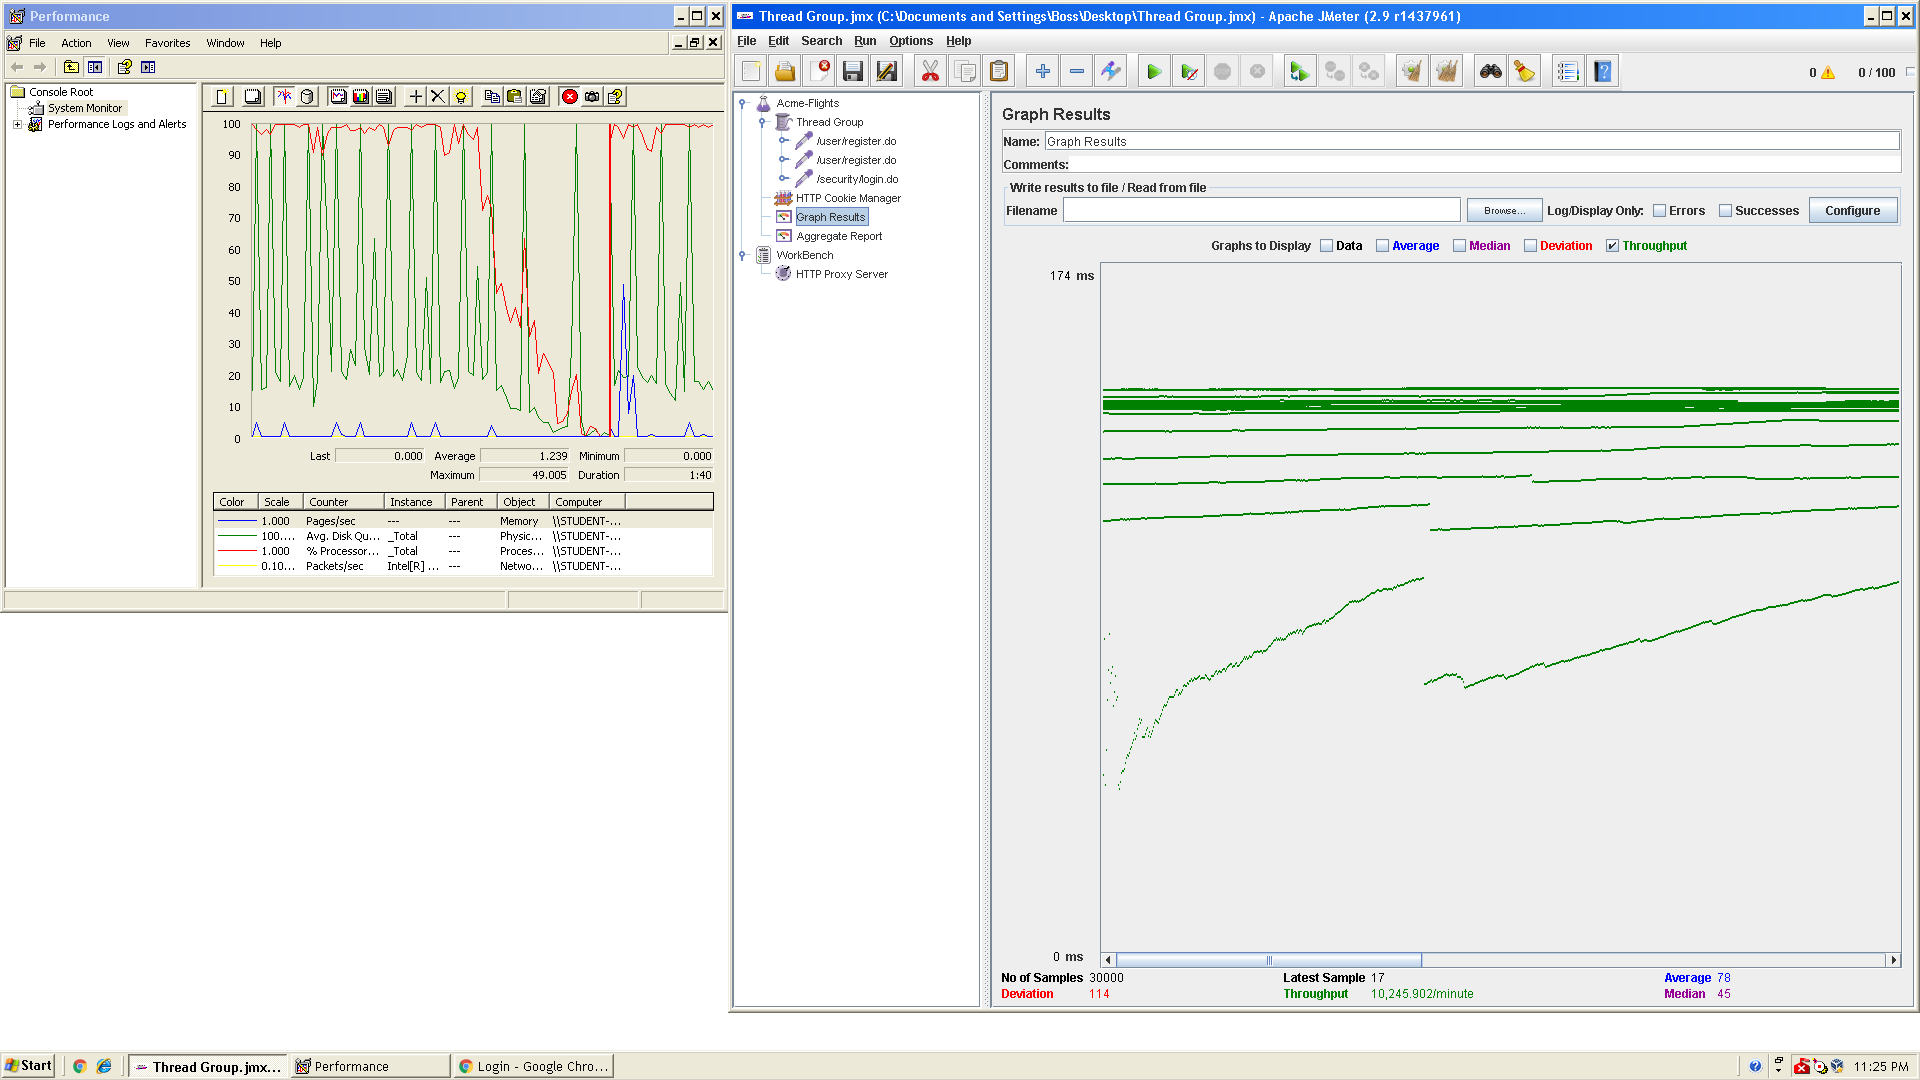 Performance
File Action View Favorites Window Help
Console Root
System Monitor
Performance Logs and Alerts
100
90
80
70
60
50
40
30
20
10
0
Last 0.000 Average 1.239 Minimum 0.000
Maximum 49.005 Duration 1:40
Color Scale Counter Instance Parent Object Computer
1.000 Pages/sec --- --- Memory \\STUDENT-...
100.... Avg. Disk Qu... _Total --- Physic... \\STUDENT-...
1.000 % Processor... _Total --- Proces... \\STUDENT-...
0.10... Packets/sec Intel[R] ... --- Netwo... \\STUDENT-...
Thread Group.jmx (C:\Documents and Settings\Boss\Desktop\Thread Group.jmx) - Apache JMeter (2.9 r1437961)
File Edit Search Run Options Help
0 0 / 100
Acme-Flights
Thread Group
/user/register.do
/user/register.do
/security/login.do
HTTP Cookie Manager
Graph Results
Aggregate Report
WorkBench
HTTP Proxy Server
Graph Results
Name: Graph Results
Comments:
Write results to file / Read from file
Filename Browse... Log/Display Only: Errors Successes Configure
Graphs to Display Data Average Median Deviation Throughput
174 ms
0 ms
No of Samples 30000 Latest Sample 17 Average 78
Deviation 114 Throughput 10,245.902/minute Median 45
Start Thread Group.jmx... Performance Login - Google Chro... 11:25 PM